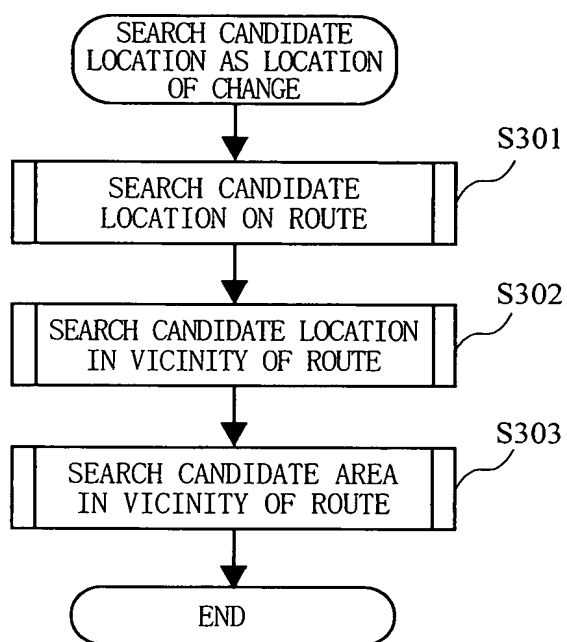 SEARCH CANDIDATE
LOCATION AS LOCATION
OF CHANGE
S301
SEARCH CANDIDATE
LOCATION ON ROUTE
S302
SEARCH CANDIDATE LOCATION
IN VICINITY OF ROUTE
S303
SEARCH CANDIDATE AREA
IN VICINITY OF ROUTE
END